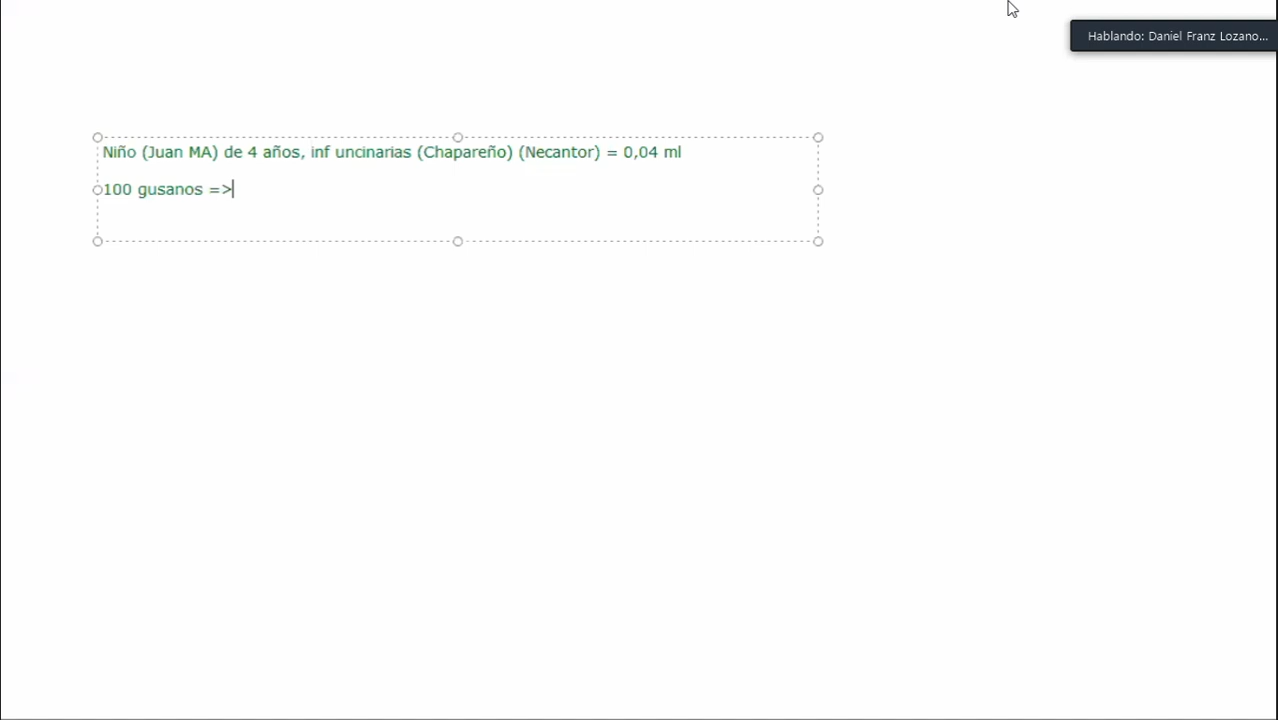 Hablando: Daniel Franz Lozano...
Niño (Juan MA) de 4 años, inf uncinarias (Chapareño) (Necantor) = 0,04 ml
100 gusanos =>